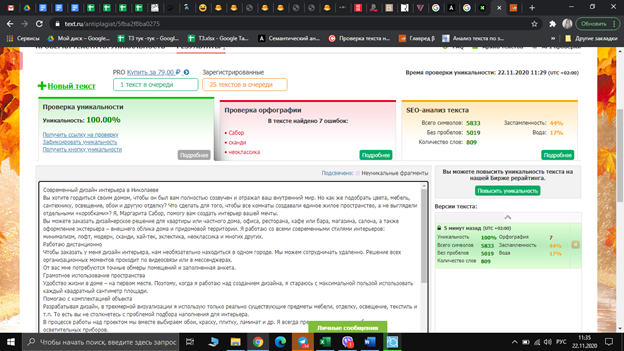 text.ru/antiplagiat/5fba2f8ba0275
Обновить
Сервисы
Мой диск – Google...
ТЗ тук -тук - Googl...
ТЗ.xlsx - Google Та...
Семантический ан...
Проверка текста н...
Главред β
Анализ текста по s...
Другие закладки
PRO Купить за 79,00 ₽
Зарегистрированные
Время проверки уникальности: 22.11.2020 11:29 (UTC +02:00)
Новый текст
1 текст в очереди
25 текстов в очереди
Проверка уникальности
Уникальность: 100.00%
Получить ссылку на проверку
Зафиксировать уникальность
Получить кнопку уникальности
Подробнее
Проверка орфографии
В тексте найдено 7 ошибок:
Сабор
сканди
неоклассика
Подробнее
SEO-анализ текста
Всего символов: 5833
Заспамленность: 44%
Без пробелов: 5019
Вода: 17%
Количество слов: 809
Подробнее
Подсвечено: Неуникальные фрагменты
Современный дизайн интерьера в Николаеве
Вы хотите гордиться своим домом, чтобы он был вам полностью созвучен и отражал ваш внутренний мир. Но как же подобрать цвета, мебель,
сантехнику, освещение, обои и другую отделку? Что сделать для того, чтобы все комнаты создавали единое жилое пространство, а не выглядели
отдельными «коробками»? Я, Маргарита Сабор, помогу вам создать интерьер вашей мечты.
Вы можете заказать дизайнерское решение для квартиры или частного дома, офиса, ресторана, кафе или бара, магазина, салона, а также
оформление экстерьера – внешнего облика дома и придомовой территории. Я работаю со всеми современными стилями интерьеров:
минимализм, лофт, модерн, сканди, хай-тек, эклектика, неоклассика и многих других.
Работаю дистанционно
Чтобы заказать у меня дизайн интерьера, нам необязательно находиться в одном городе. Мы можем сотрудничать удаленно. Решение всех
организационных моментов проходит по видеосвязи или в мессенджерах.
От вас мне потребуются точные обмеры помещений и заполненная анкета.
Грамотное использование пространства
Удобство жизни в доме – на первом месте. Поэтому, когда я работаю над созданием дизайна, я стараюсь с максимальной пользой использовать
каждый квадратный сантиметр площади.
Помогаю с комплектацией объекта
Разрабатывая дизайн, в трехмерной визуализации я использую только реально существующие предметы мебели, отделку, освещение, текстиль и
т.п. То есть вы не столкнетесь с проблемой подбора наполнения для интерьера.
В процессе работы над проектом мы вместе выбираем обои, краску, плитку, ламинат и др. Я всегда
осветительных приборов.
Вы можете повысить уникальность текста на
нашей Бирже рерайтинга.
Повысить уникальность
Версии текста:
5 минут назад (UTC +02:00)
Уникальность 100% Орфография 7
Всего символов 5833 Заспамленность 44%
Без пробелов 5019 Вода 17%
Количество слов 809
Личные сообщения
Чтобы начать поиск, введите здесь запрос
РУС
11:35
22.11.2020